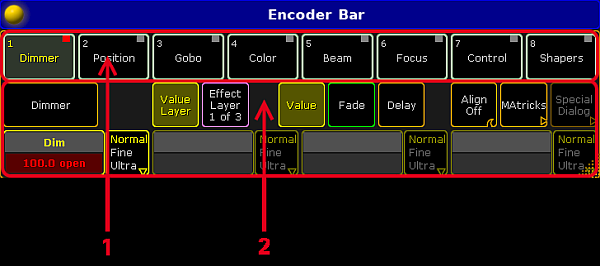 Encoder Bar
1 2 3 4 5 6 7 8
Dimmer Position Gobo Color Beam Focus Control Shapers
Dimmer Value Layer Effect Layer 1 of 3 Value Fade Delay Align Off MAtricks Special Dialog
Dim Normal Fine Ultra Normal Fine Ultra Normal Fine Ultra Normal Fine Ultra
100.0 open
1 2